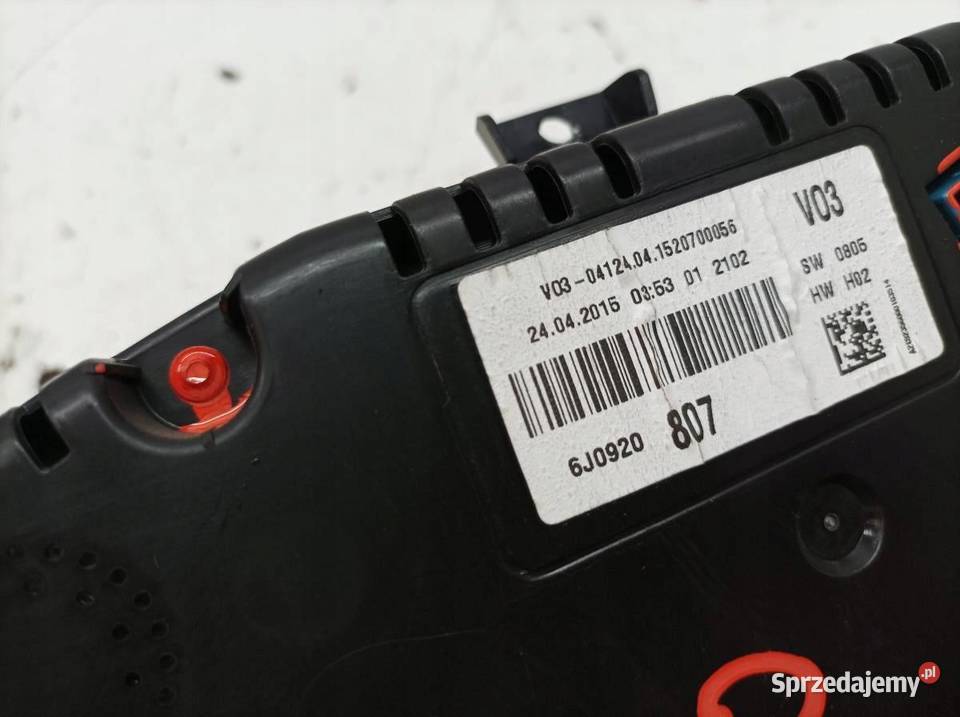 V03-04124.04.1520700056
24.04.2015 03:53 01 2102
V03
SW 0805
HW H02
6J0920 807
Sprzedajemy.pl